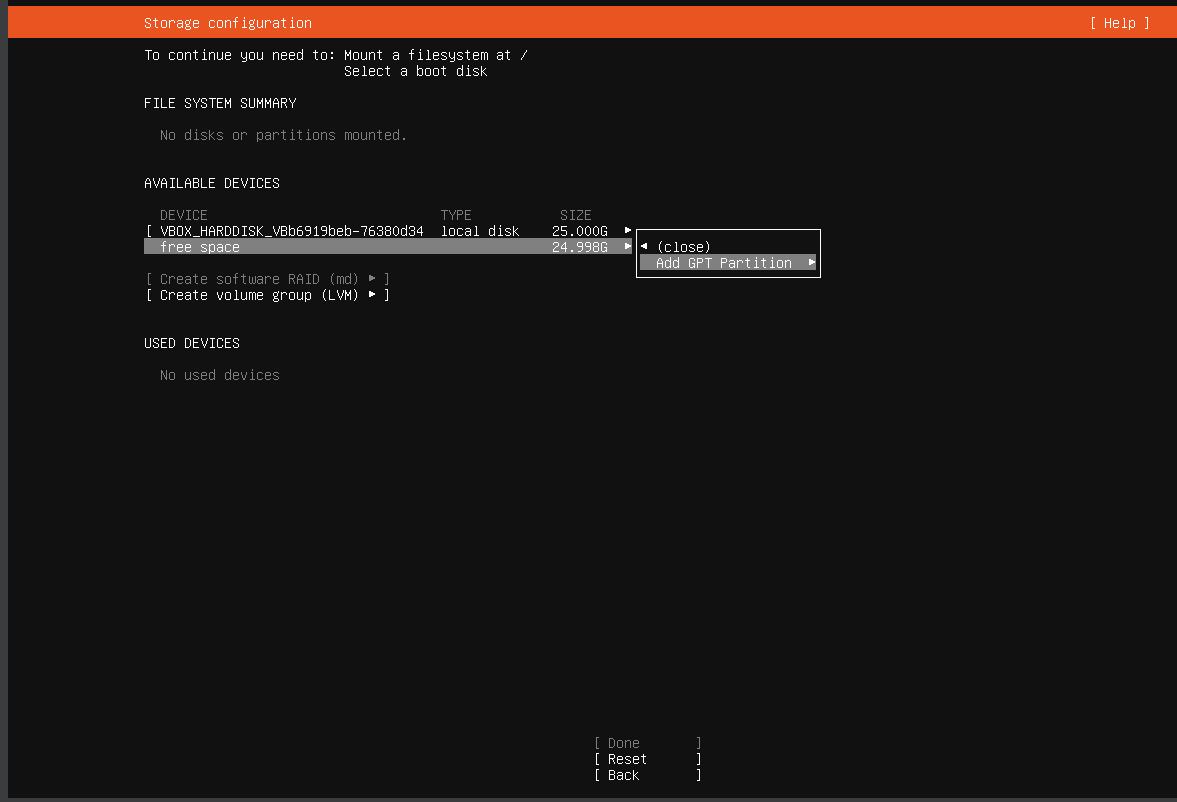 Storage configuration [ Help ]
To continue you need to: Mount a filesystem at /
Select a boot disk
FILE SYSTEM SUMMARY
No disks or partitions mounted.
AVAILABLE DEVICES
DEVICE TYPE SIZE
[ VBOX_HARDDISK_VBb6919beb-76380d34 local disk 25.000G ▶
free space 24.998G ▶
◀ (close)
Add GPT Partition ▶
[ Create software RAID (md) ▶ ]
[ Create volume group (LVM) ▶ ]
USED DEVICES
No used devices
[ Done ]
[ Reset ]
[ Back ]